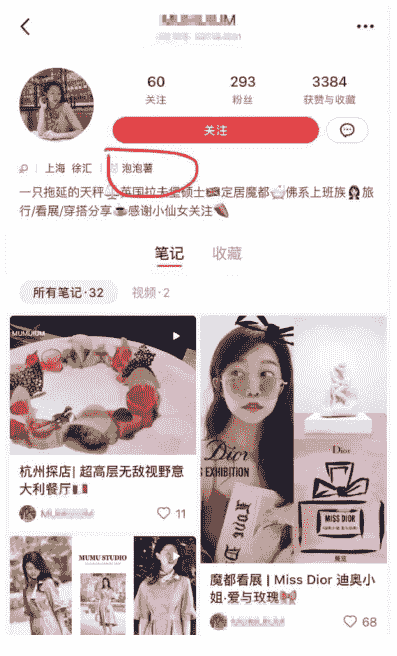 60
293
3384
关注
粉丝
获赞与收藏
关注
上海 徐汇
泡泡薯
一只拖延的天秤 英国拉夫堡硕士 定居魔都 佛系上班族 旅
行/看展/穿搭分享 感谢小仙女关注
笔记
收藏
所有笔记·32
视频·2
MUMUIUM
杭州探店| 超高层无敌视野意
大利餐厅
11
Dior
EXHIBITION
Dior
MISS DIOR
魔都看展 | Miss Dior 迪奥小
姐·爱与玫瑰
68
MUMU STUDIO